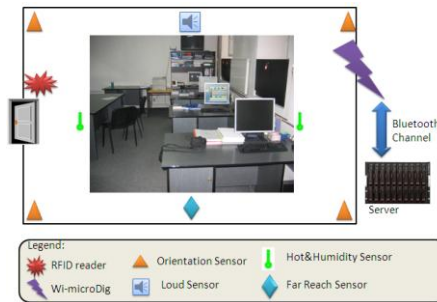 Bluetooth
Channel
Server
Legend:
RFID reader
Orientation Sensor
Hot&Humidity Sensor
Wi-microDig
Loud Sensor
Far Reach Sensor